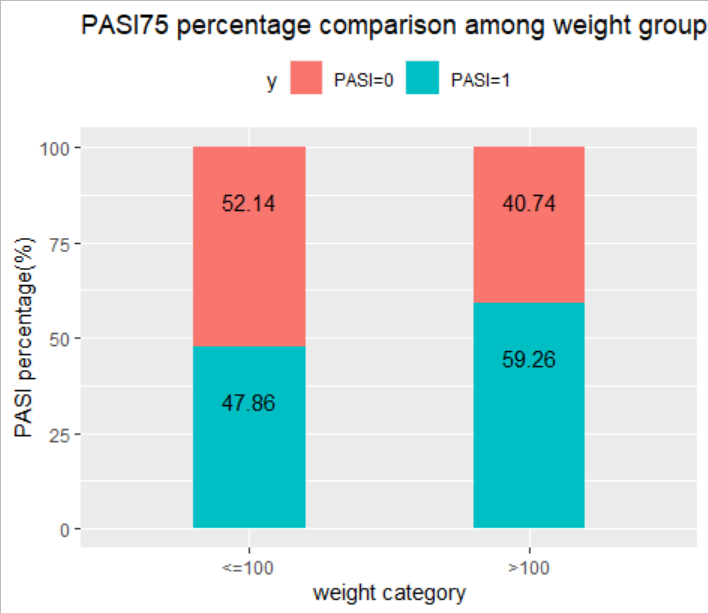 PASI75 percentage comparison among weight group
y PASI=0 PASI=1
PASI percentage(%)
100
75
50
25
0
52.14
40.74
47.86
59.26
<=100
>100
weight category